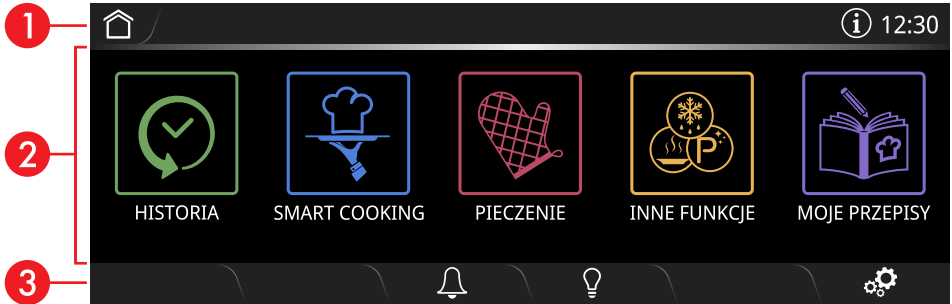 1
12:30
2
HISTORIA
SMART COOKING
PIECZENIE
P
INNE FUNKCJE
MOJE PRZEPISY
3